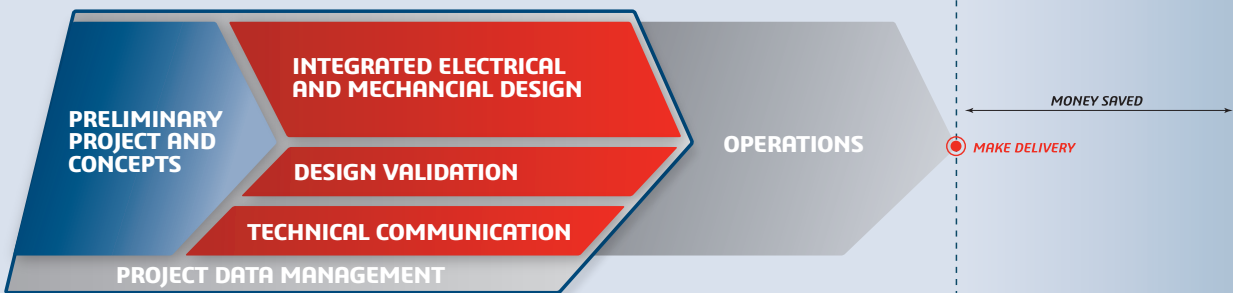 PRELIMINARY
PROJECT AND
CONCEPTS
INTEGRATED ELECTRICAL
AND MECHANCIAL DESIGN
DESIGN VALIDATION
TECHNICAL COMMUNICATION
PROJECT DATA MANAGEMENT
OPERATIONS
MONEY SAVED
MAKE DELIVERY